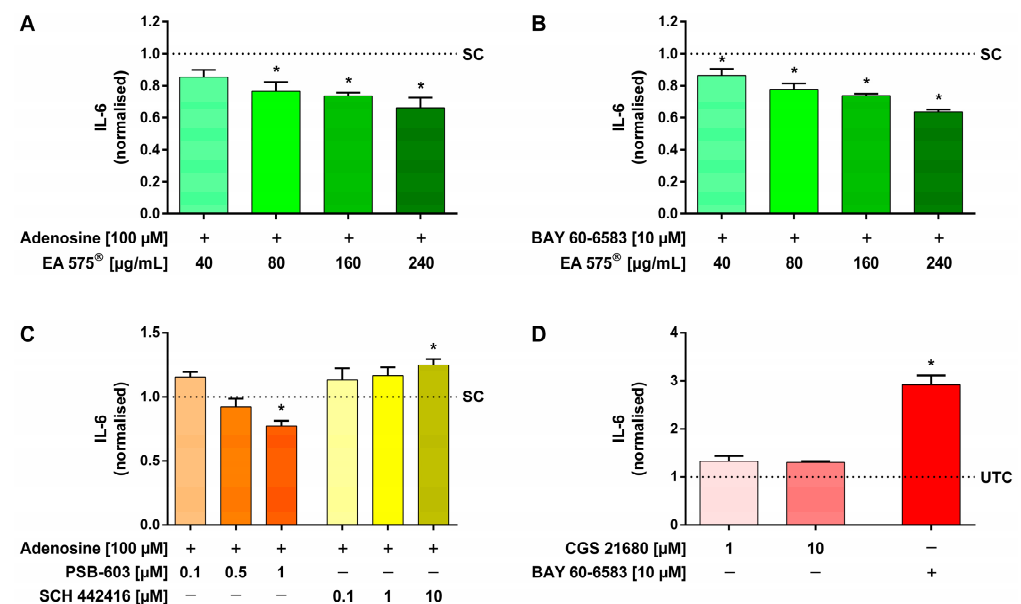 A
1.2
1.0
0.8
0.6
0.4
0.2
0.0
IL-6
(normalised)
SC
*
*
*
Adenosine [100 µM] + + + +
EA 575® [µg/mL] 40 80 160 240
B
1.2
1.0
0.8
0.6
0.4
0.2
0.0
IL-6
(normalised)
SC
*
*
*
*
BAY 60-6583 [10 µM] + + + +
EA 575® [µg/mL] 40 80 160 240
C
1.5
1.0
0.5
0.0
IL-6
(normalised)
SC
*
*
Adenosine [100 µM] + + + + + +
PSB-603 [µM] 0.1 0.5 1 – – –
SCH 442416 [µM] – – – 0.1 1 10
D
4
3
2
1
0
IL-6
(normalised)
UTC
*
CGS 21680 [µM] 1 10 –
BAY 60-6583 [10 µM] – – +